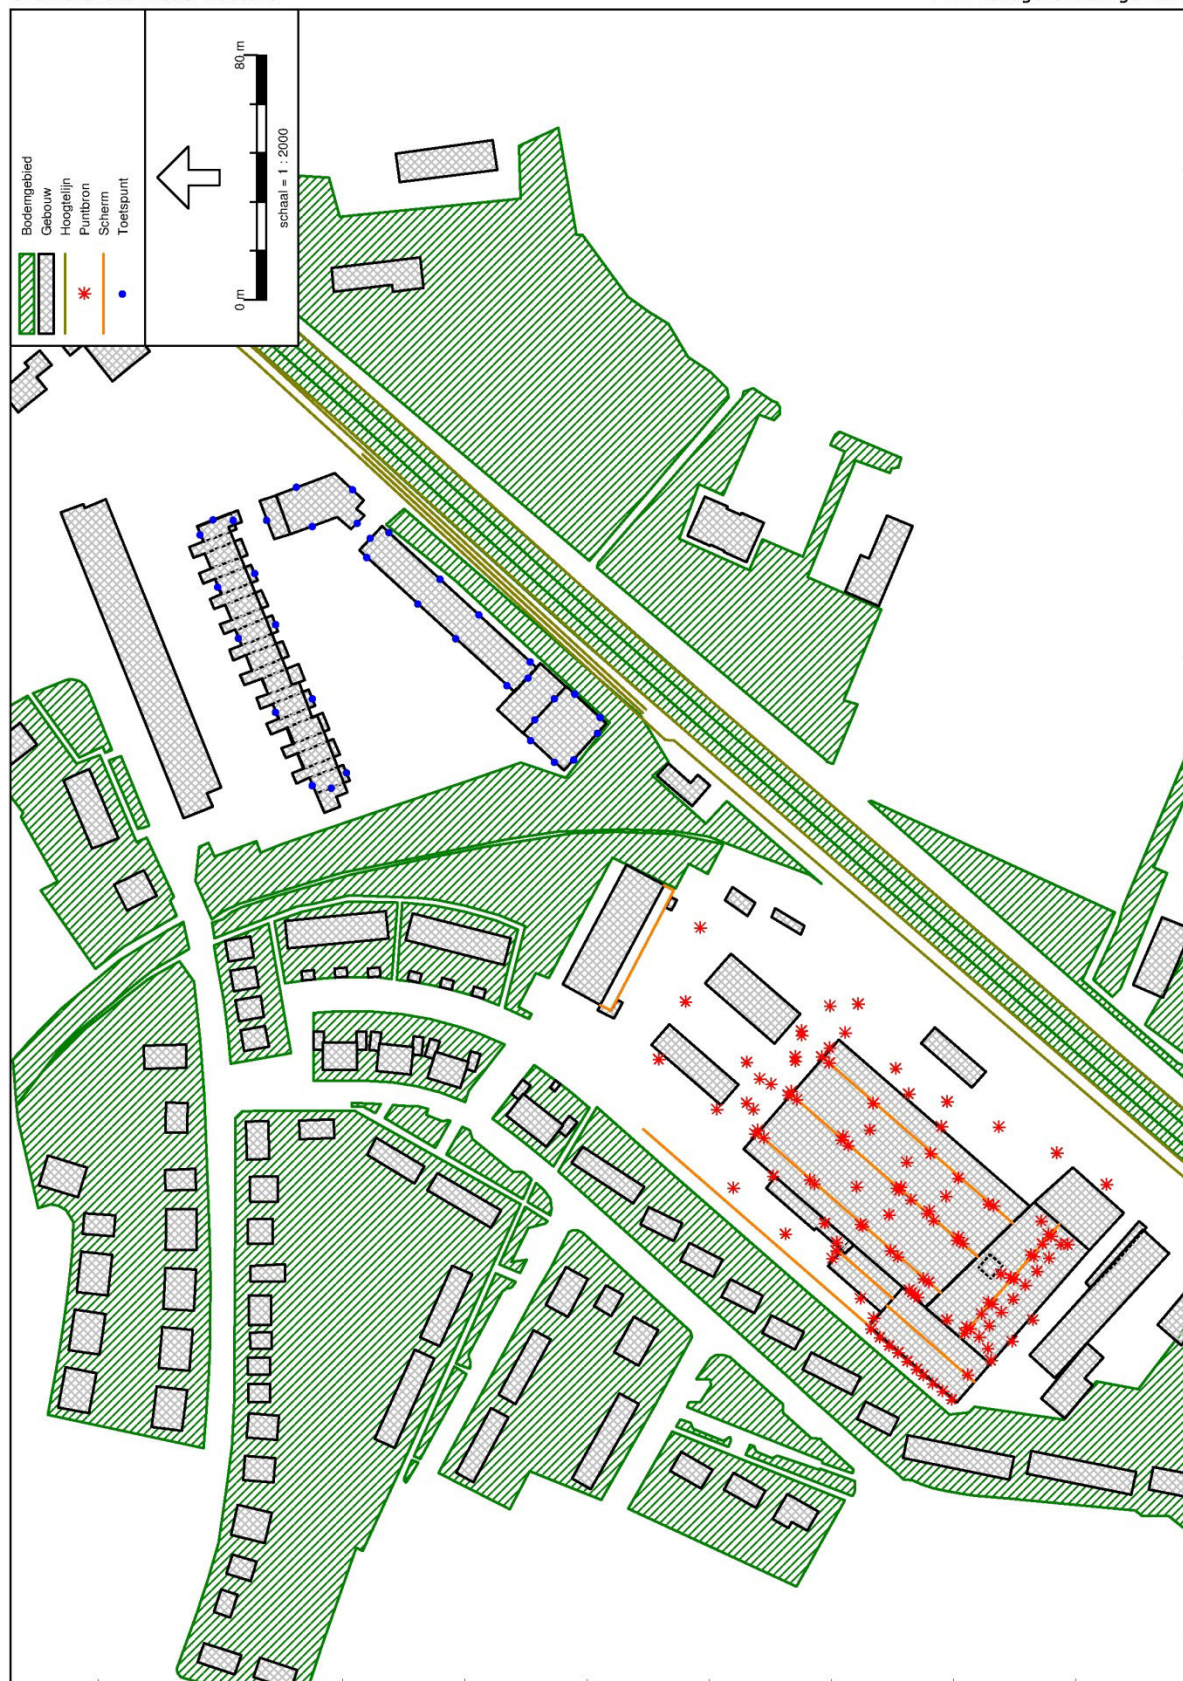 Bodemgebied
Gebouw
Hoogtelijn
Puntbron
Scherm
Toetspunt
0 m
80 m
schaal = 1 : 2000